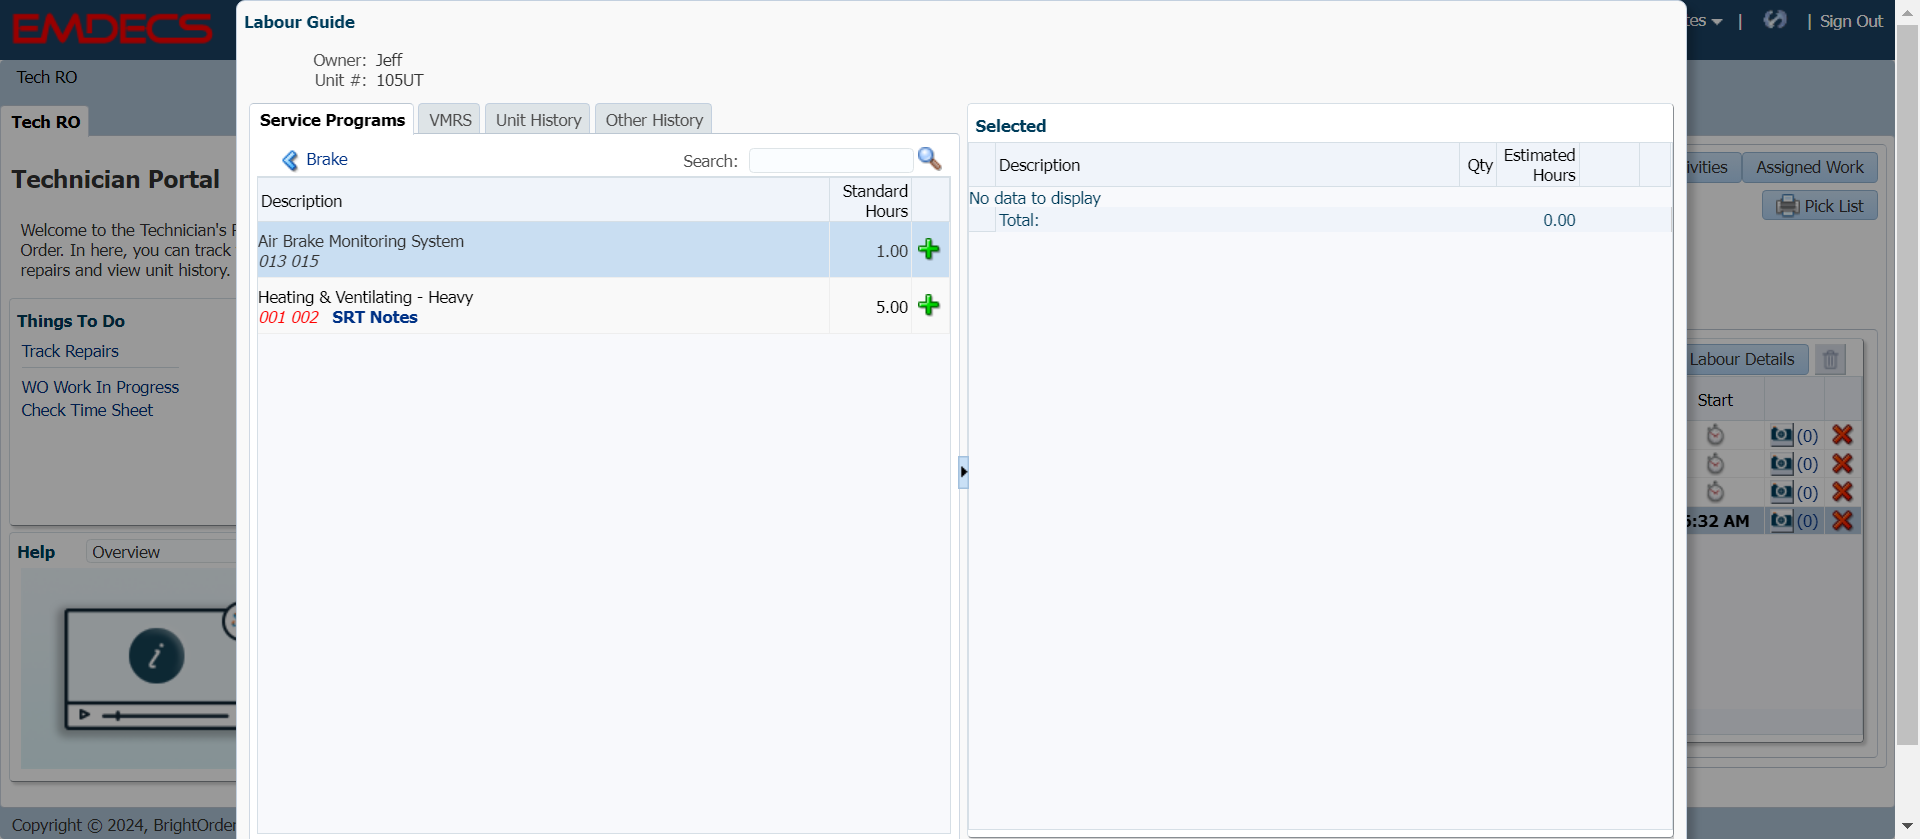 EMDECS
Labour Guide
| | Sign Out
Tech RO
Owner: Jeff
Unit #: 105UT
Tech RO
Service Programs VMRS Unit History Other History
Selected
Technician Portal
Brake Search:
Description Qty Estimated Hours
Assigned Work
Description Standard Hours
No data to display
Total: 0.00
Pick List
Welcome to the Technician's
Order. In here, you can track
repairs and view unit history.
Air Brake Monitoring System
013 015
1.00
Heating & Ventilating - Heavy
001 002 SRT Notes
5.00
Things To Do
Track Repairs
WO Work In Progress
Check Time Sheet
Labour Details
Start
(0)
(0)
(0)
:32 AM (0)
Help Overview
i
Copyright © 2024, BrightOrder